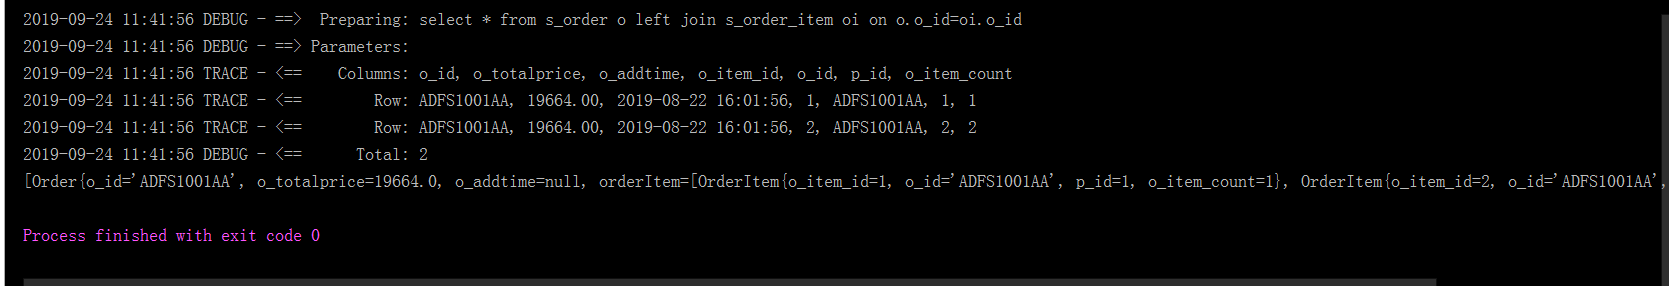 2019-09-24 11:41:56 DEBUG - ==>  Preparing: select * from s_order o left join s_order_item oi on o.o_id=oi.o_id
2019-09-24 11:41:56 DEBUG - ==> Parameters:
2019-09-24 11:41:56 TRACE - <==    Columns: o_id, o_totalprice, o_addtime, o_item_id, o_id, p_id, o_item_count
2019-09-24 11:41:56 TRACE - <==        Row: ADFS1001AA, 19664.00, 2019-08-22 16:01:56, 1, ADFS1001AA, 1, 1
2019-09-24 11:41:56 TRACE - <==        Row: ADFS1001AA, 19664.00, 2019-08-22 16:01:56, 2, ADFS1001AA, 2, 2
2019-09-24 11:41:56 DEBUG - <==      Total: 2
[Order{o_id='ADFS1001AA', o_totalprice=19664.0, o_addtime=null, orderItem=[OrderItem{o_item_id=1, o_id='ADFS1001AA', p_id=1, o_item_count=1}, OrderItem{o_item_id=2, o_id='ADFS1001AA',
Process finished with exit code 0